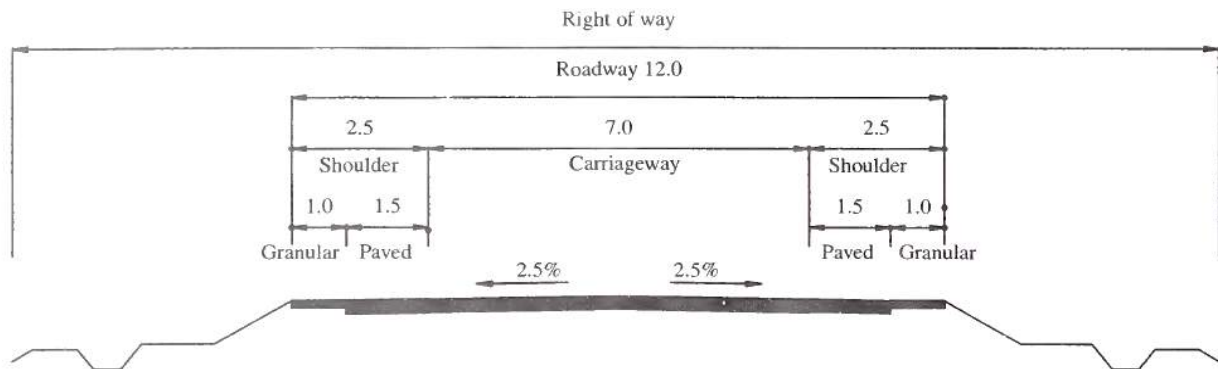 Right of way
Roadway 12.0
2.5 7.0 2.5
Shoulder Carriageway Shoulder
1.0 1.5 1.5 1.0
Granular Paved Paved Granular
2.5% 2.5%